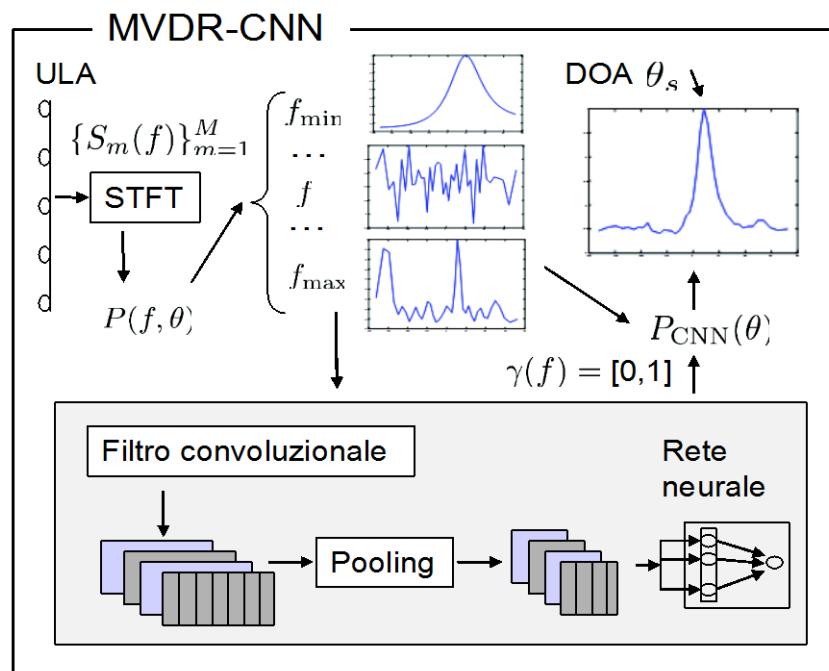 MVDR-CNN
ULA
{S_m(f)}_{m=1}^M
STFT
P(f, θ)
f_min
...
f
...
f_max
DOA θ_s
P_CNN(θ)
γ(f) = [0,1]
Filtro convoluzionale
Pooling
Rete
neurale